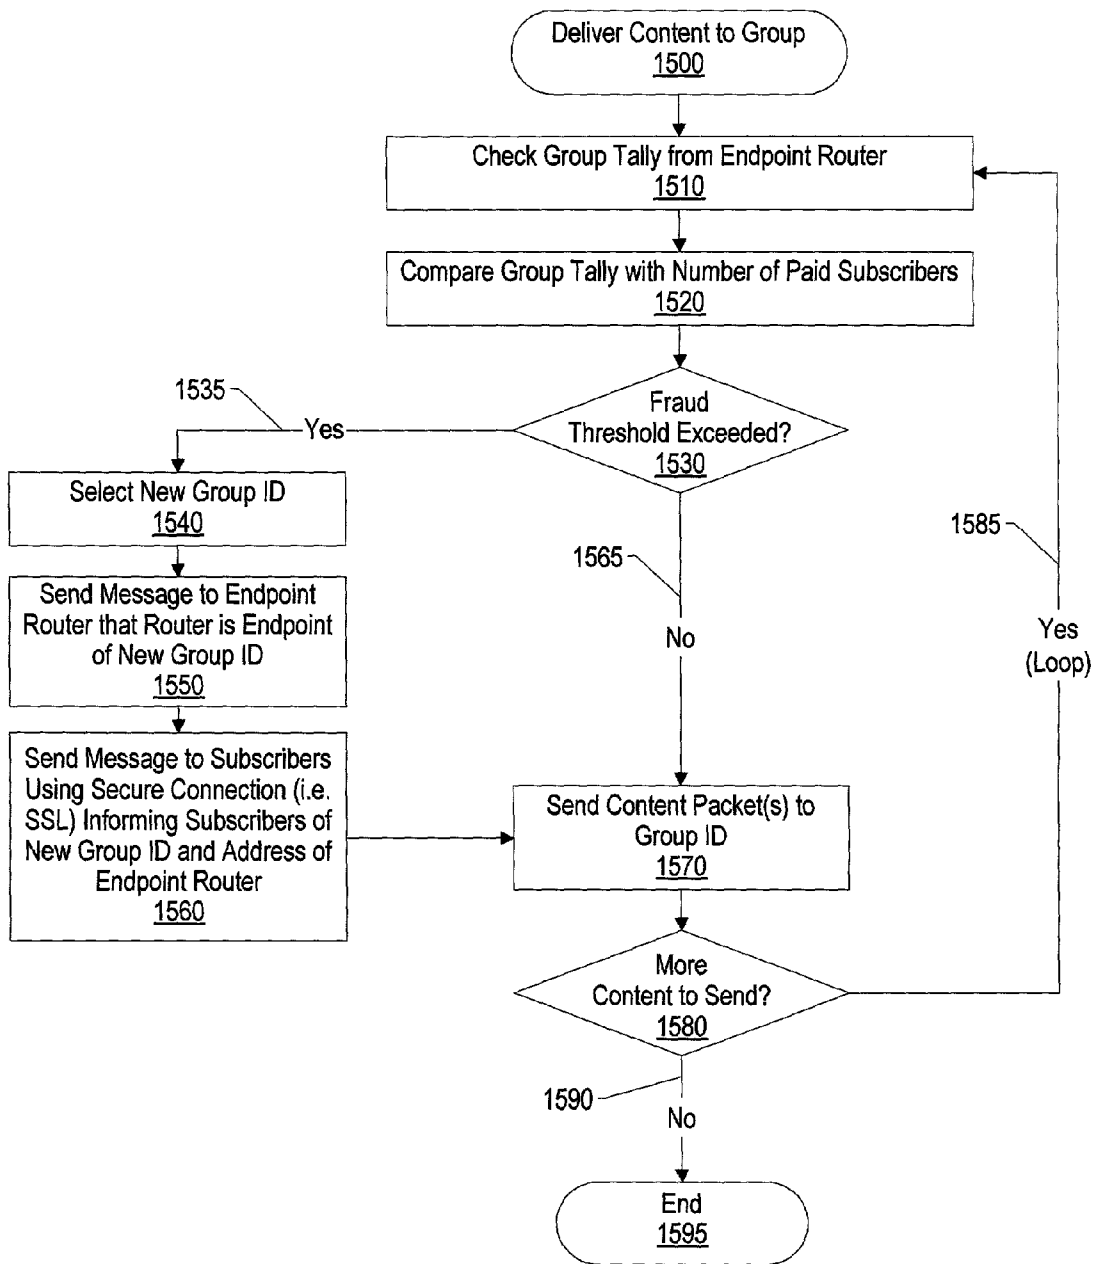 Deliver Content to Group
1500
Check Group Tally from Endpoint Router
1510
Compare Group Tally with Number of Paid Subscribers
1520
Fraud
Threshold Exceeded?
1530
1535
Yes
Select New Group ID
1540
Send Message to Endpoint
Router that Router is Endpoint
of New Group ID
1550
Send Message to Subscribers
Using Secure Connection (i.e.
SSL) Informing Subscribers of
New Group ID and Address of
Endpoint Router
1560
1565
No
1585
Yes
(Loop)
Send Content Packet(s) to
Group ID
1570
More
Content to Send?
1580
1590
No
End
1595